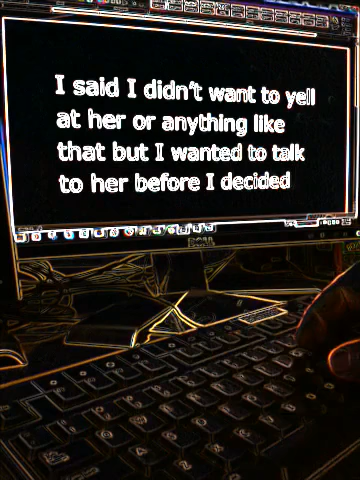 I said I didn't want to yell
at her or anything like
that but I wanted to talk
to her before I decided